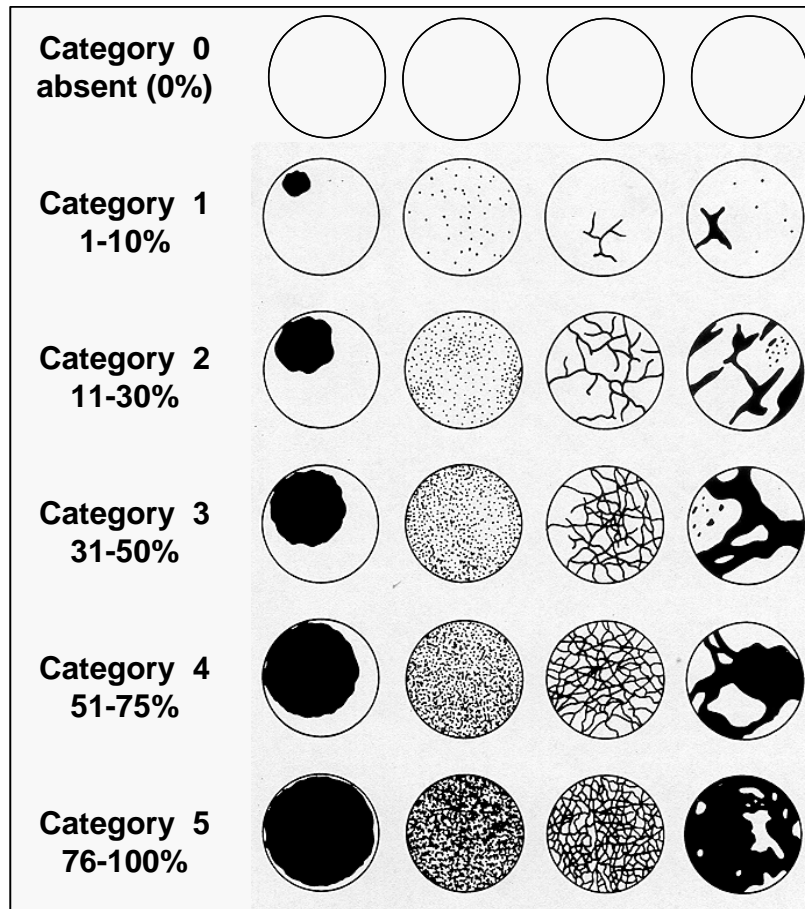 Category 0
absent (0%)
Category 1
1-10%
Category 2
11-30%
Category 3
31-50%
Category 4
51-75%
Category 5
76-100%